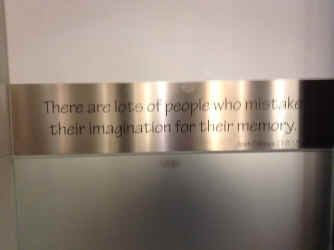 There are lots of people who mistake
their imagination for their memory.